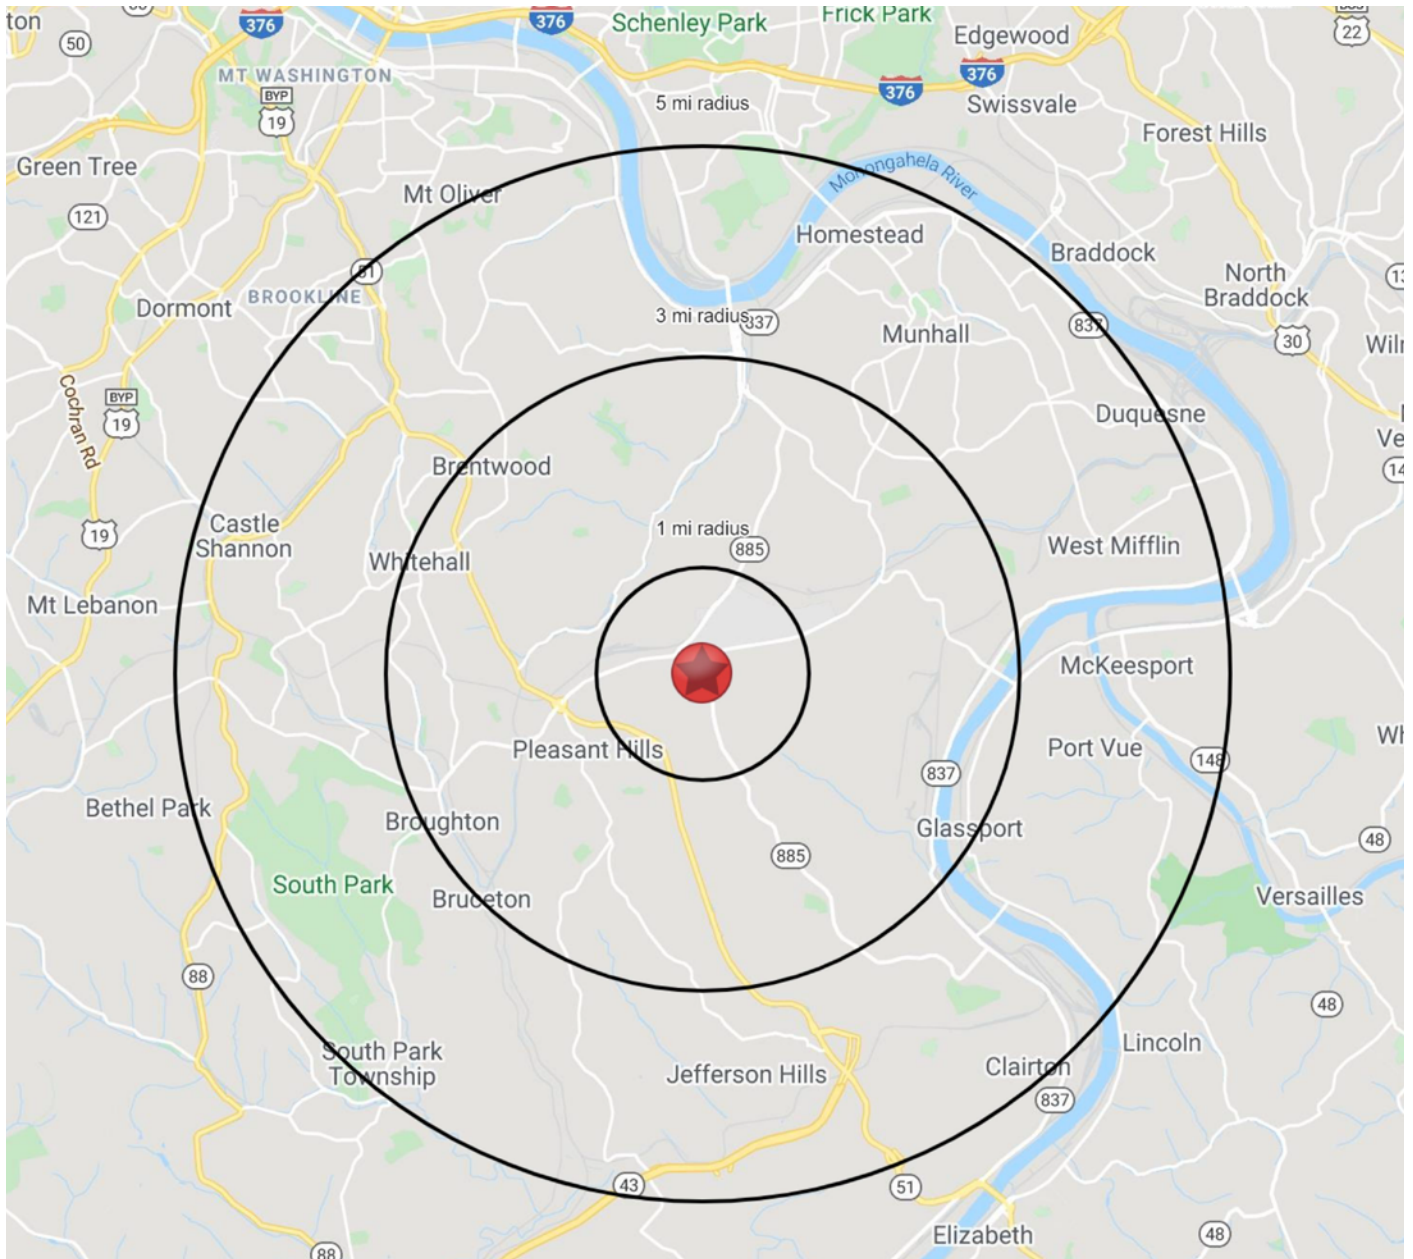 ton
50
376
376
Schenley Park
Frick Park
Edgewood
22
MT WASHINGTON
BYP
19
376
376
5 mi radius
Swissvale
Forest Hills
Green Tree
Mt Oliver
Monongahela River
121
Homestead
Braddock
51
BROOKLINE
North
Braddock
Dormont
3 mi radius
837
Munhall
837
30
Cochran Rd
BYP
19
Duquesne
Brentwood
Castle
Shannon
19
1 mi radius
885
West Mifflin
Whitehall
Mt Lebanon
McKeesport
Pleasant Hills
Port Vue
148
837
Bethel Park
Broughton
Glassport
48
885
South Park
Bruceton
Versailles
88
48
South Park
Township
Jefferson Hills
Clairton
Lincoln
837
43
51
Elizabeth
48
88